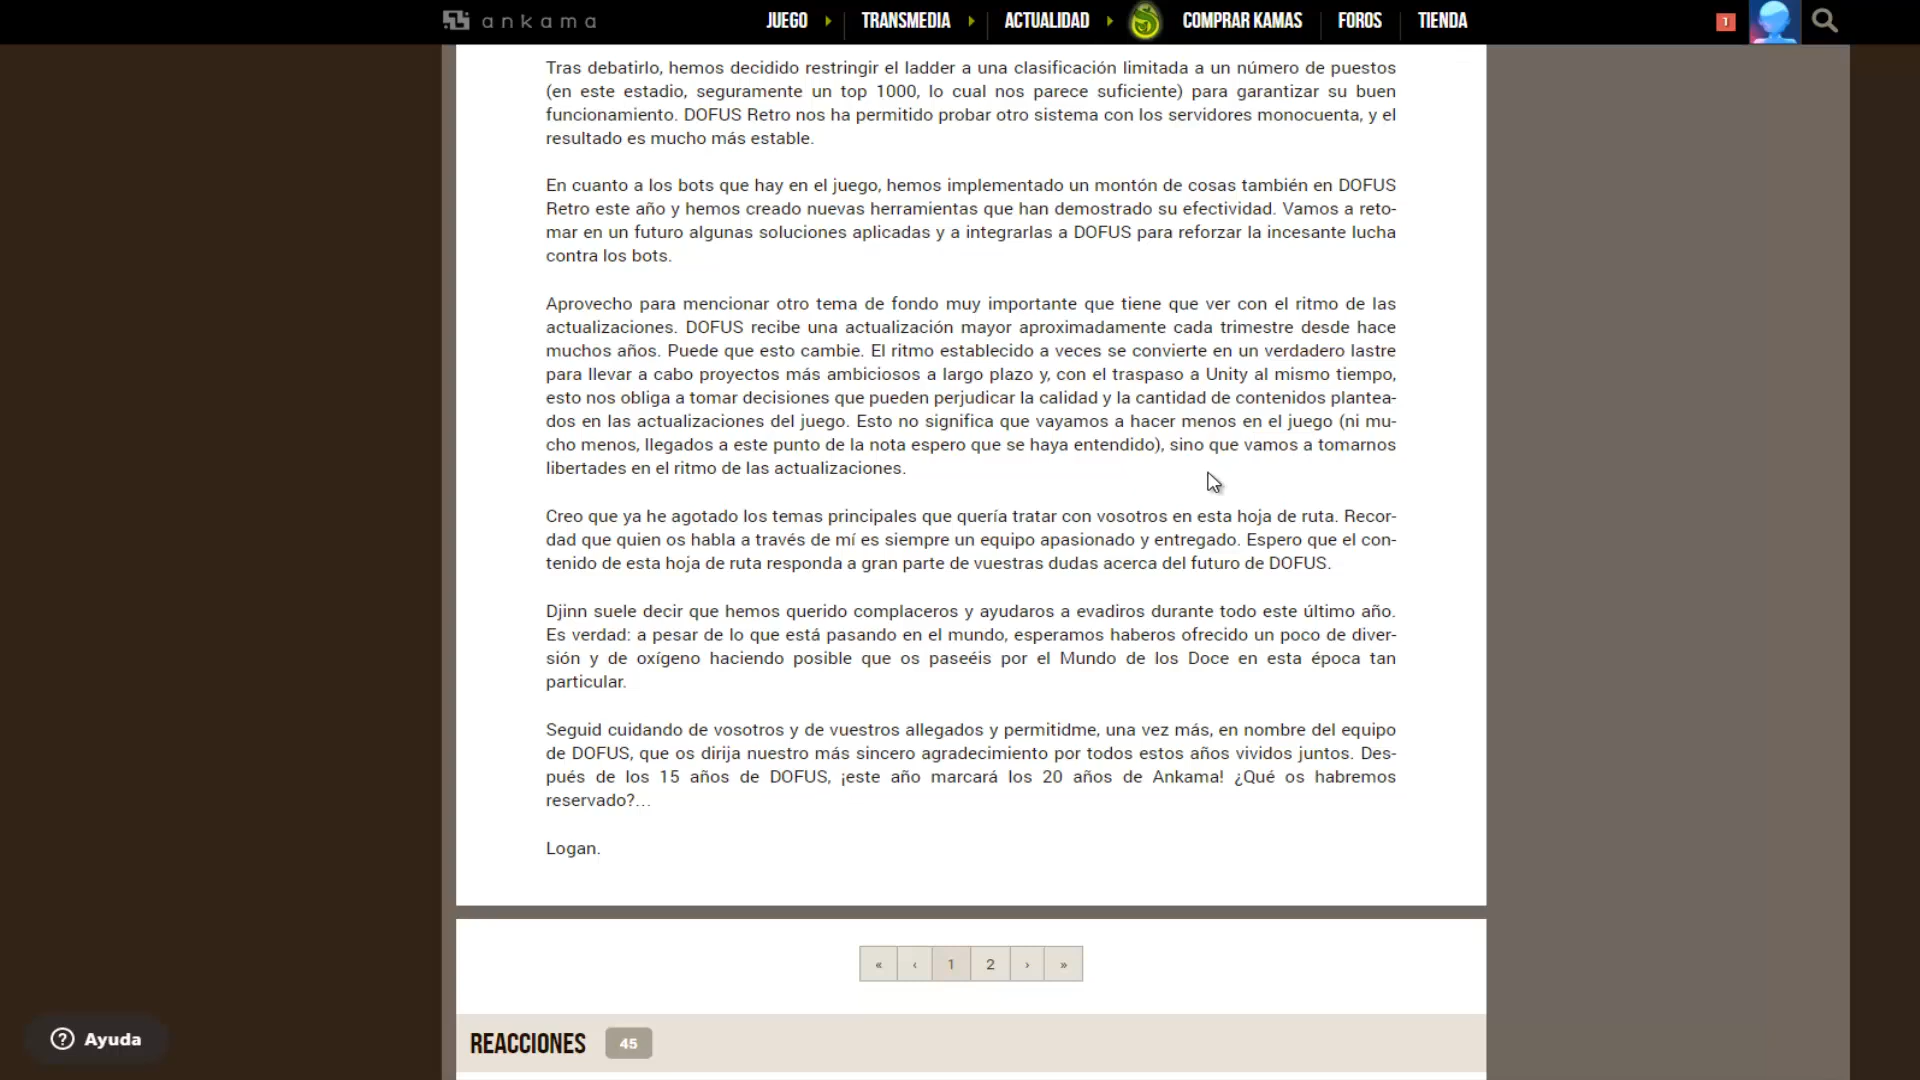 ankama
JUEGO
TRANSMEDIA
ACTUALIDAD
COMPRAR KAMAS
FOROS
TIENDA
1
Tras debatirlo, hemos decidido restringir el ladder a una clasificación limitada a un número de puestos
(en este estadio, seguramente un top 1000, lo cual nos parece suficiente) para garantizar su buen
funcionamiento. DOFUS Retro nos ha permitido probar otro sistema con los servidores monocuenta, y el
resultado es mucho más estable.
En cuanto a los bots que hay en el juego, hemos implementado un montón de cosas también en DOFUS
Retro este año y hemos creado nuevas herramientas que han demostrado su efectividad. Vamos a reto-
mar en un futuro algunas soluciones aplicadas y a integrarlas a DOFUS para reforzar la incesante lucha
contra los bots.
Aprovecho para mencionar otro tema de fondo muy importante que tiene que ver con el ritmo de las
actualizaciones. DOFUS recibe una actualización mayor aproximadamente cada trimestre desde hace
muchos años. Puede que esto cambie. El ritmo establecido a veces se convierte en un verdadero lastre
para llevar a cabo proyectos más ambiciosos a largo plazo y, con el traspaso a Unity al mismo tiempo,
esto nos obliga a tomar decisiones que pueden perjudicar la calidad y la cantidad de contenidos plantea-
dos en las actualizaciones del juego. Esto no significa que vayamos a hacer menos en el juego (ni mu-
cho menos, llegados a este punto de la nota espero que se haya entendido), sino que vamos a tomarnos
libertades en el ritmo de las actualizaciones.
Creo que ya he agotado los temas principales que quería tratar con vosotros en esta hoja de ruta. Recor-
dad que quien os habla a través de mí es siempre un equipo apasionado y entregado. Espero que el con-
tenido de esta hoja de ruta responda a gran parte de vuestras dudas acerca del futuro de DOFUS.
Djinn suele decir que hemos querido complaceros y ayudaros a evadiros durante todo este último año.
Es verdad: a pesar de lo que está pasando en el mundo, esperamos haberos ofrecido un poco de diver-
sión y de oxígeno haciendo posible que os paseéis por el Mundo de los Doce en esta época tan
particular.
Seguid cuidando de vosotros y de vuestros allegados y permitidme, una vez más, en nombre del equipo
de DOFUS, que os dirija nuestro más sincero agradecimiento por todos estos años vividos juntos. Des-
pués de los 15 años de DOFUS, ¡este año marcará los 20 años de Ankama! ¿Qué os habremos
reservado?...
Logan.
« ‹ 1 2 › »
Ayuda
REACCIONES 45